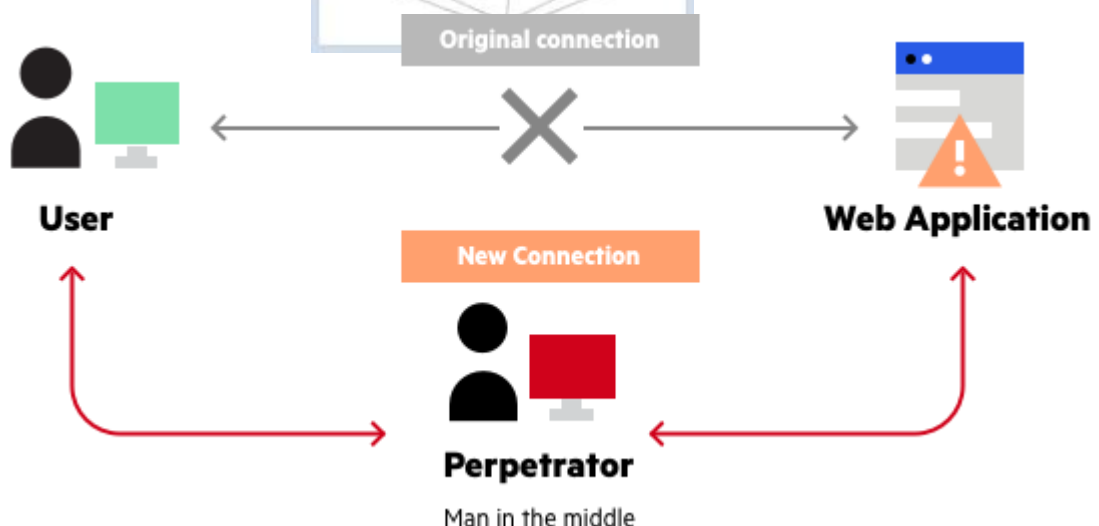 Original connection
User
Web Application
New Connection
Perpetrator
Man in the middle